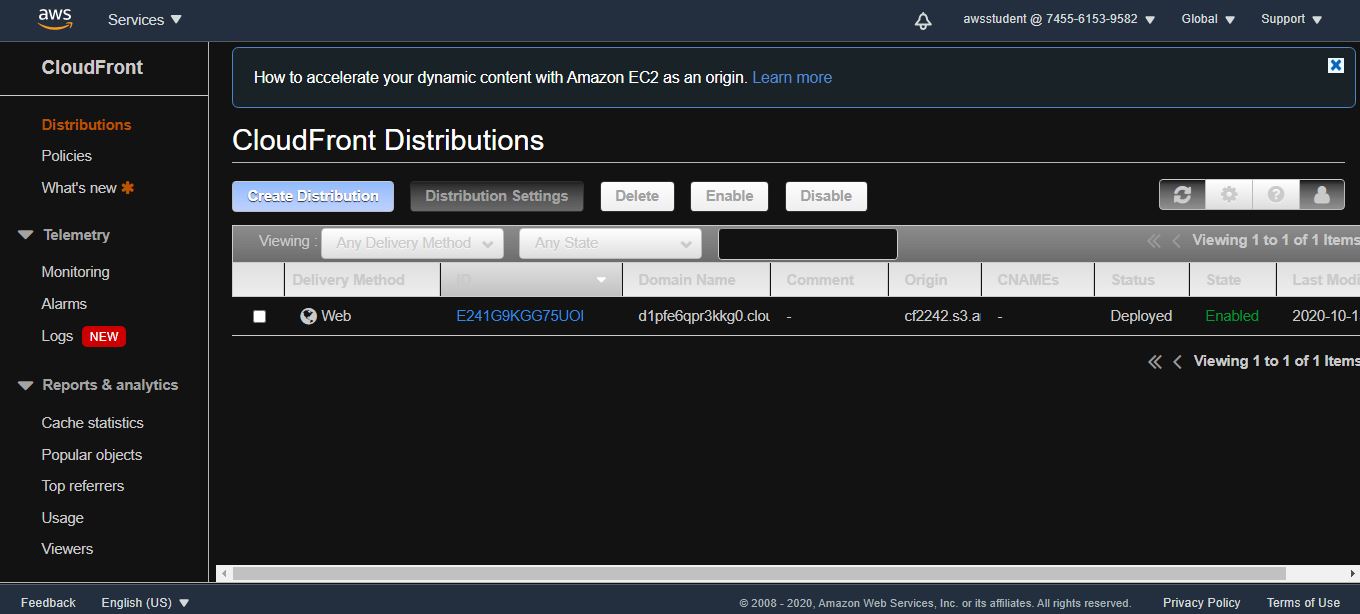 aws Services awsstudent @ 7455-6153-9582 Global Support
CloudFront
How to accelerate your dynamic content with Amazon EC2 as an origin. Learn more
Distributions
Policies
What's new
Telemetry
Monitoring
Alarms
Logs NEW
Reports & analytics
Cache statistics
Popular objects
Top referrers
Usage
Viewers
CloudFront Distributions
Create Distribution Distribution Settings Delete Enable Disable
Viewing : Any Delivery Method Any State Viewing 1 to 1 of 1 Items
Delivery Method ID Domain Name Comment Origin CNAMEs Status State Last Modi
Web E241G9KGG75UOI d1pfe6qpr3kkg0.clou - cf2242.s3.a - Deployed Enabled 2020-10-1
Viewing 1 to 1 of 1 Items
Feedback English (US) © 2008 - 2020, Amazon Web Services, Inc. or its affiliates. All rights reserved. Privacy Policy Terms of Use